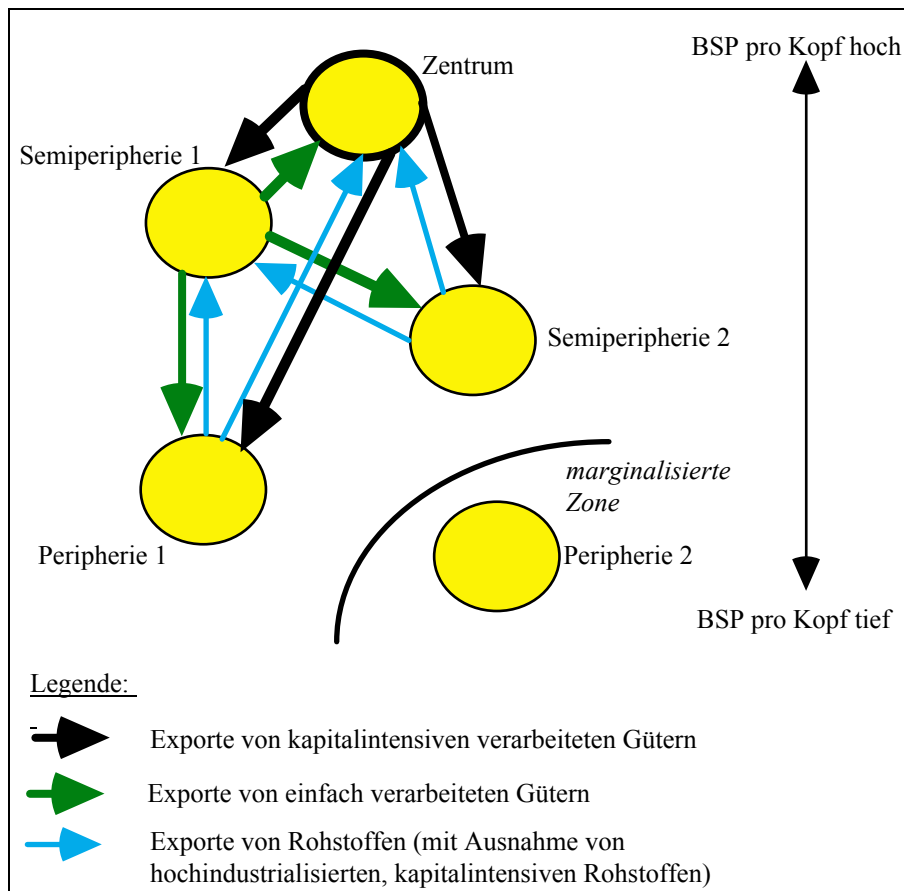 BSP pro Kopf hoch
Zentrum
Semiperipherie 1
Semiperipherie 2
marginalisierte
Zone
Peripherie 1
Peripherie 2
BSP pro Kopf tief
Legende:
Exporte von kapitalintensiven verarbeiteten Gütern
Exporte von einfach verarbeiteten Gütern
Exporte von Rohstoffen (mit Ausnahme von
hochindustrialisierten, kapitalintensiven Rohstoffen)